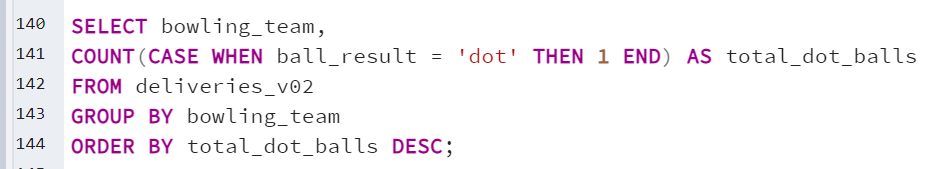 140 SELECT bowling_team,
141 COUNT(CASE WHEN ball_result = 'dot' THEN 1 END) AS total_dot_balls
142 FROM deliveries_v02
143 GROUP BY bowling_team
144 ORDER BY total_dot_balls DESC;